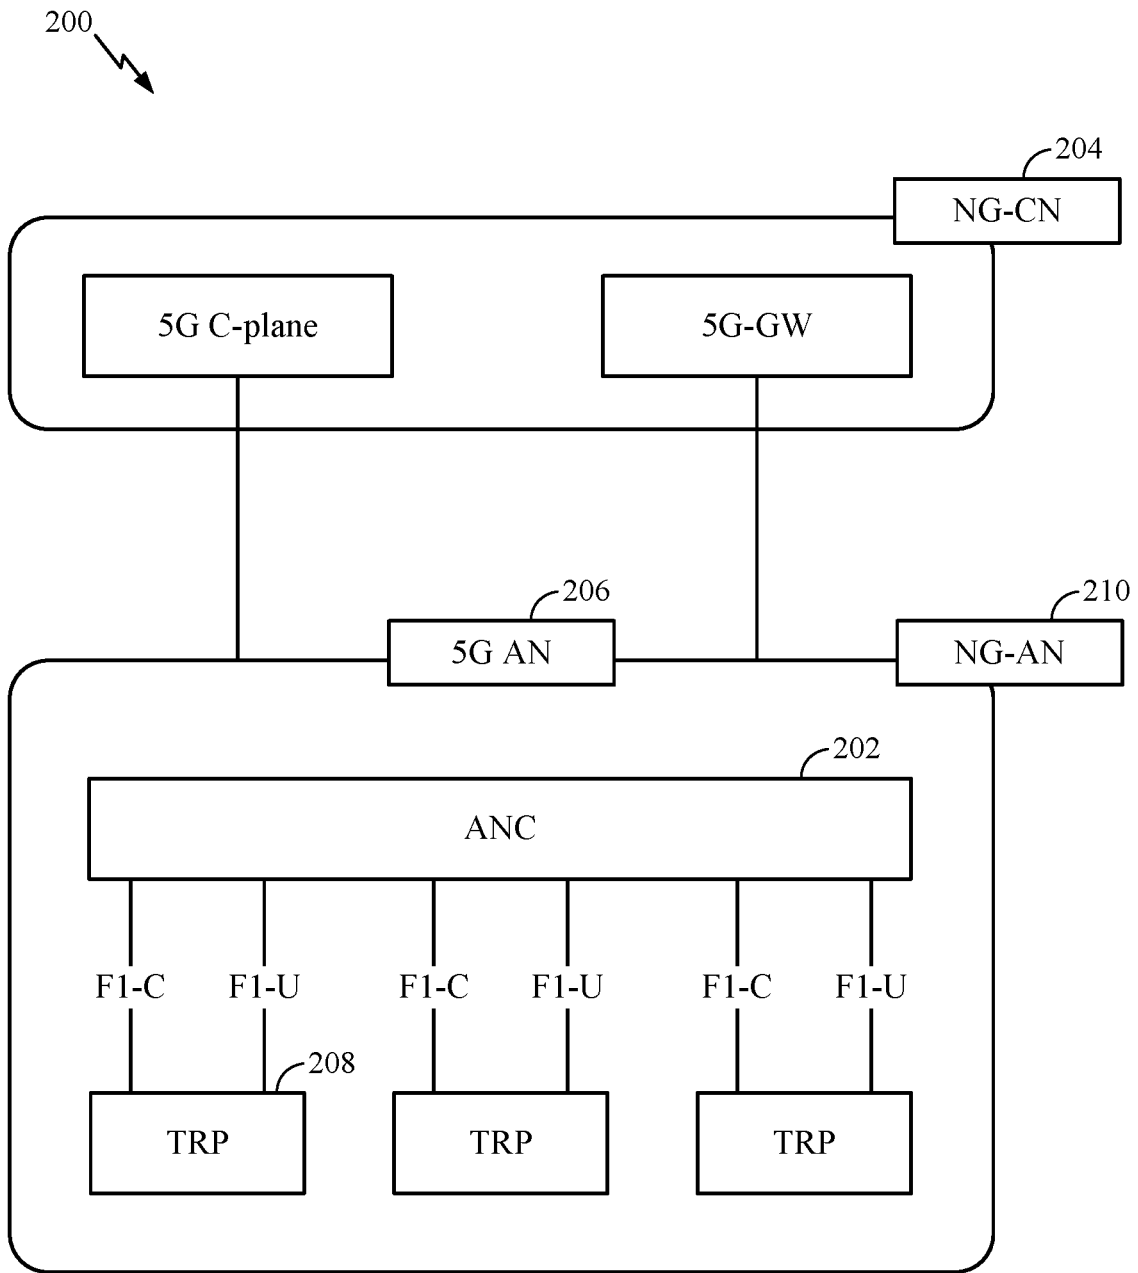 200
204
NG-CN
5G C-plane
5G-GW
206
210
5G AN
NG-AN
202
ANC
F1-C F1-U F1-C F1-U F1-C F1-U
208
TRP TRP TRP